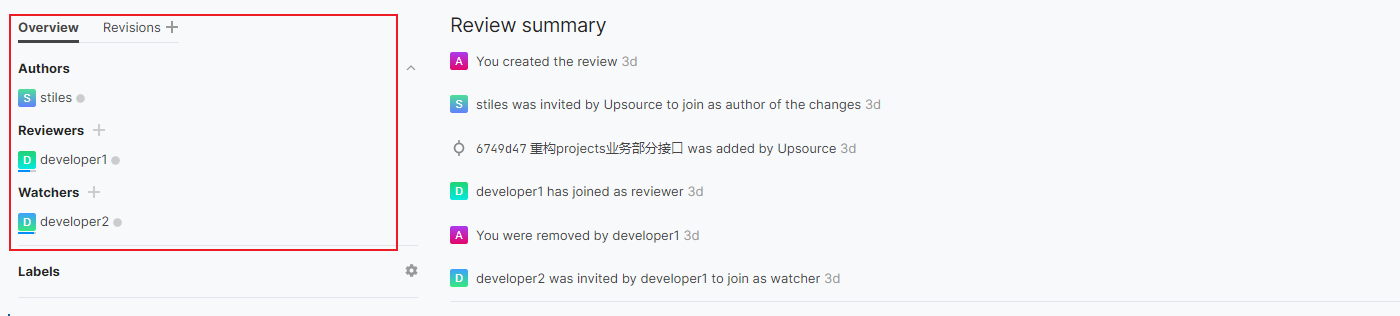 Overview Revisions
Authors
S stiles
Reviewers
D developer1
Watchers
D developer2
Labels
Review summary
A You created the review 3d
S stiles was invited by Upsource to join as author of the changes 3d
6749d47 重构projects业务部分接口 was added by Upsource 3d
D developer1 has joined as reviewer 3d
A You were removed by developer1 3d
D developer2 was invited by developer1 to join as watcher 3d